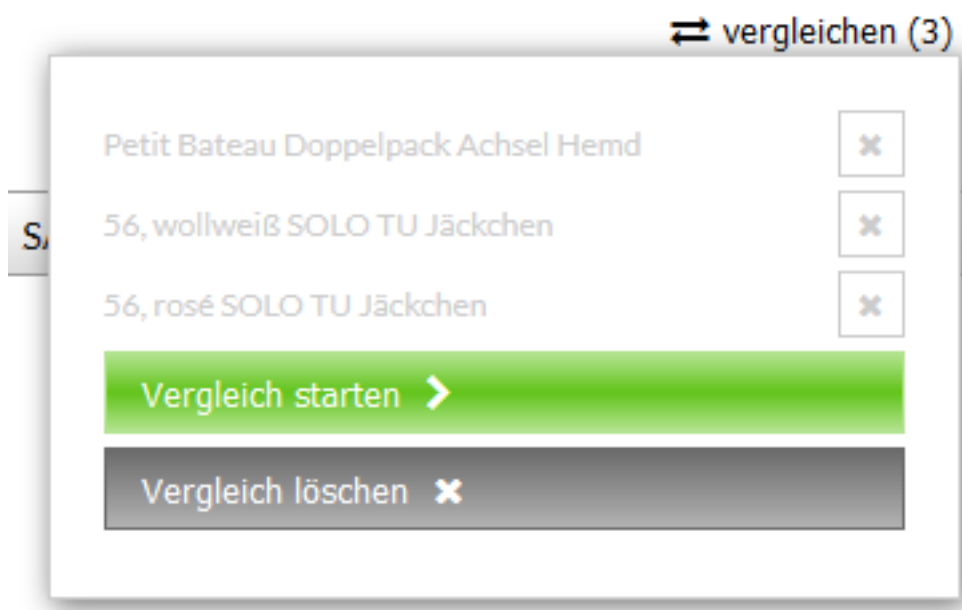 vergleichen (3)
Petit Bateau Doppelpack Achsel Hemd
56, wollweiß SOLO TU Jäckchen
56, rosé SOLO TU Jäckchen
Vergleich starten
Vergleich löschen